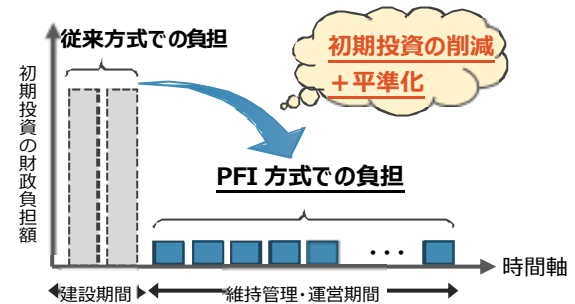 従来方式での負担
初期投資の削減
＋平準化
初期投資の財政負担額
PFI 方式での負担
・・・
時間軸
建設期間
維持管理・運営期間